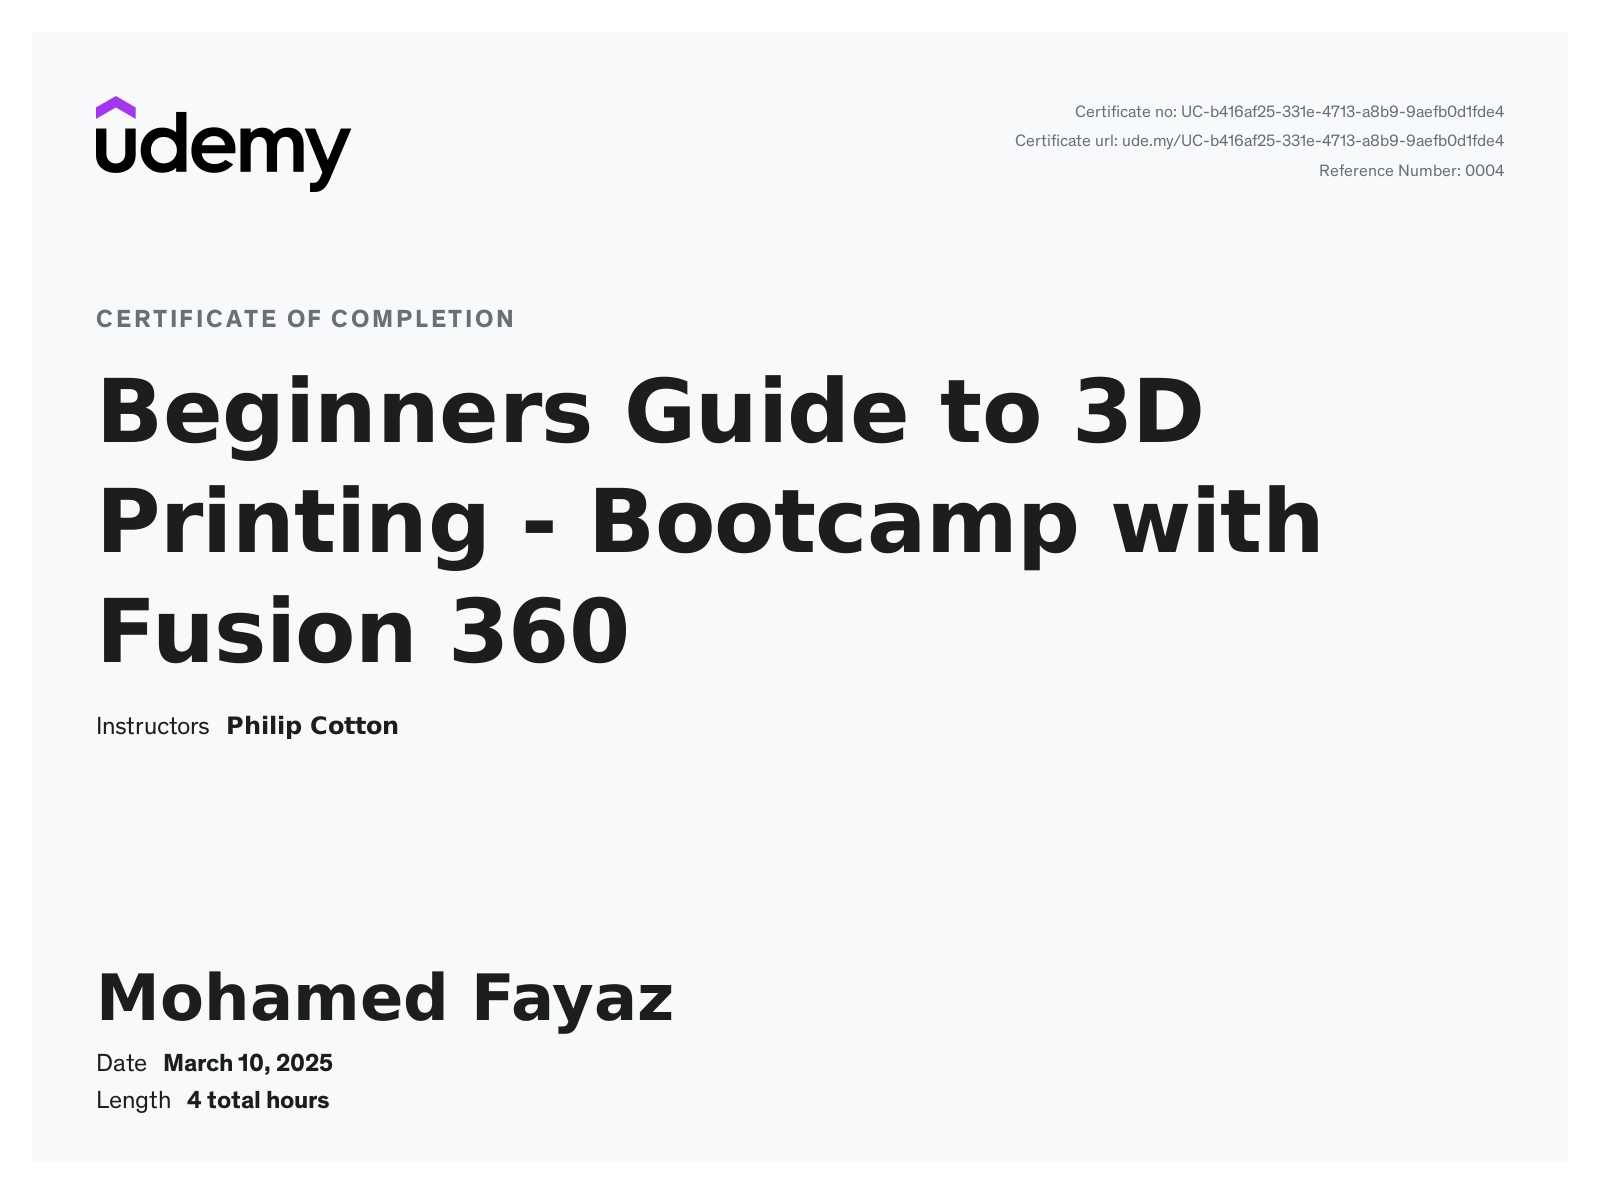 udemy
Certificate no: UC-b416af25-331e-4713-a8b9-9aefb0d1fde4
Certificate url: ude.my/UC-b416af25-331e-4713-a8b9-9aefb0d1fde4
Reference Number: 0004
CERTIFICATE OF COMPLETION
Beginners Guide to 3D
Printing - Bootcamp with
Fusion 360
Instructors Philip Cotton
Mohamed Fayaz
Date March 10, 2025
Length 4 total hours